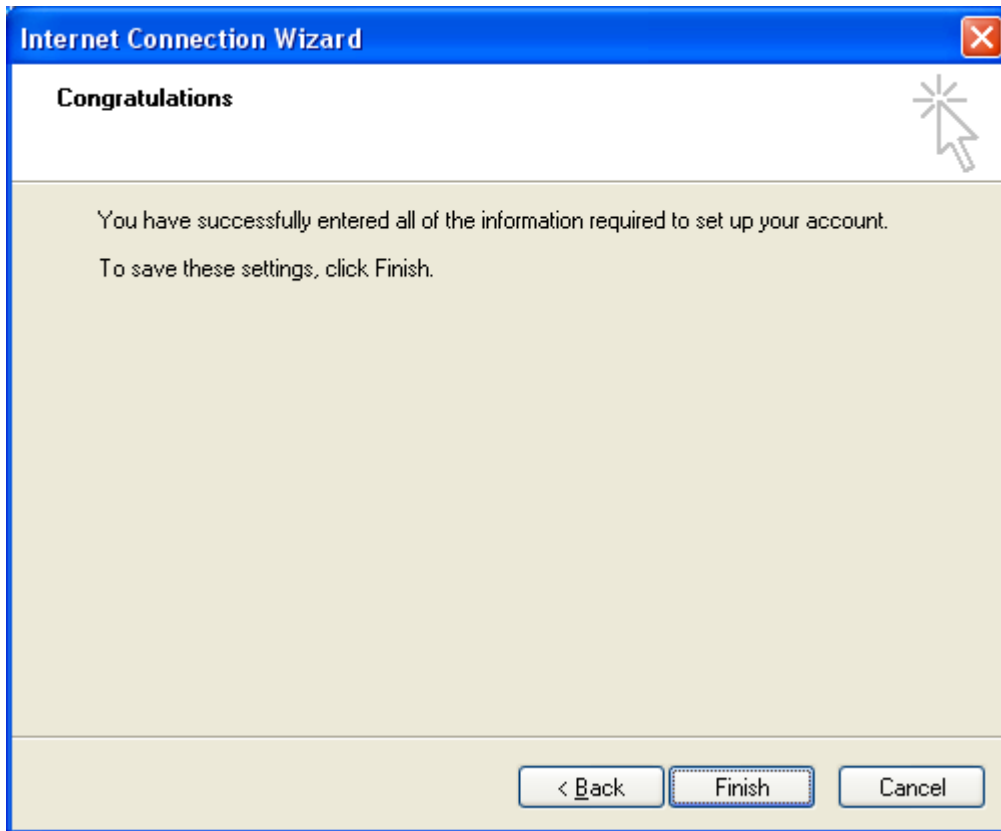 Internet Connection Wizard
Congratulations
You have successfully entered all of the information required to set up your account.
To save these settings, click Finish.
< Back
Finish
Cancel